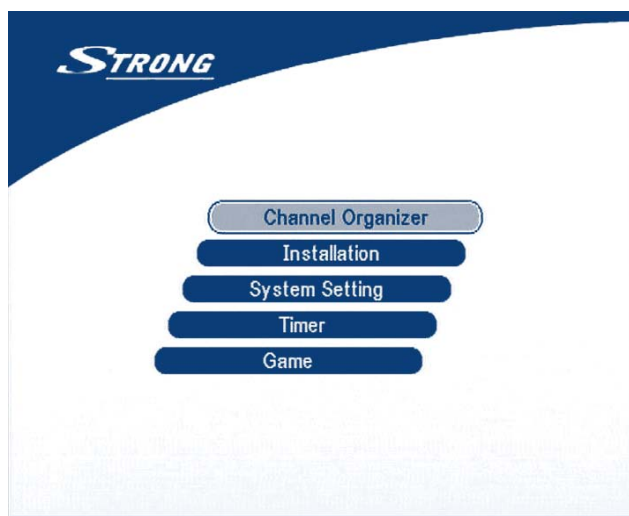 STRONG
Channel Organizer
Installation
System Setting
Timer
Game